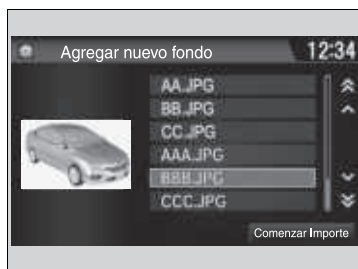 Agregar nuevo fondo
12:34
AA.JPG
BB.JPG
CC.JPG
AAA.JPG
BBB.JPG
CCC.JPG
Comenzar Importe